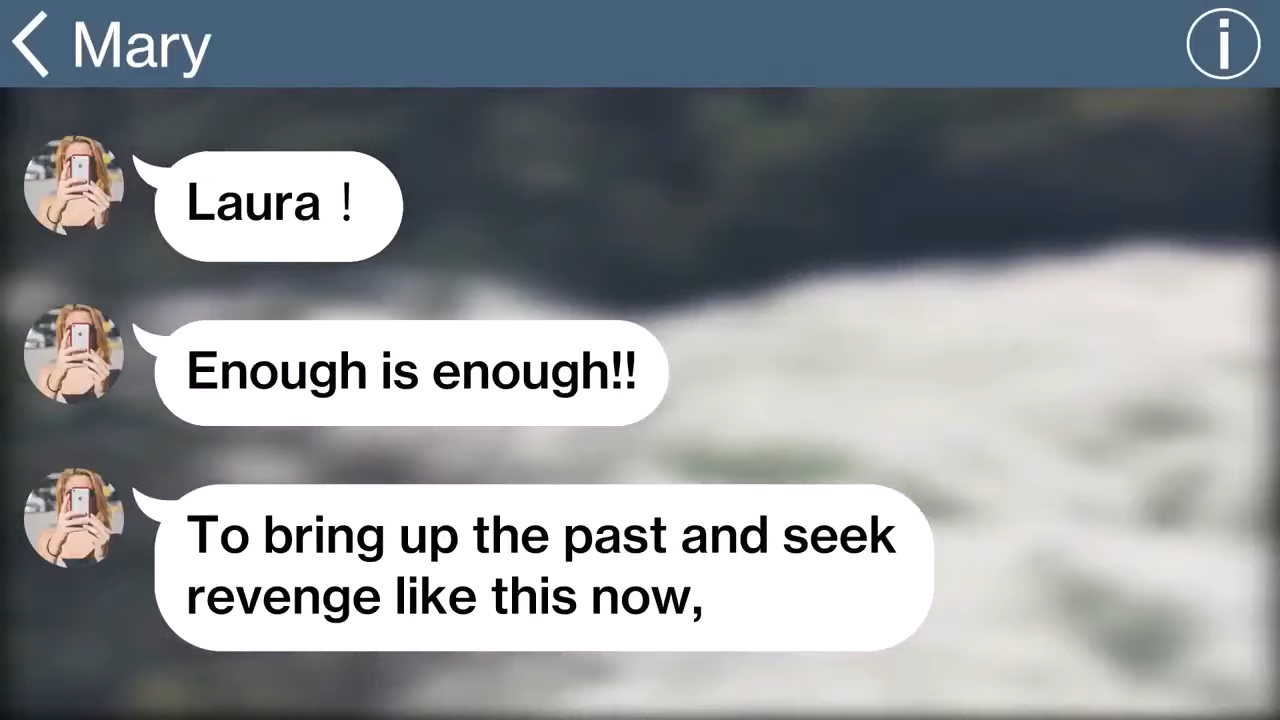 Mary
Laura！
Enough is enough!!
To bring up the past and seek
revenge like this now,